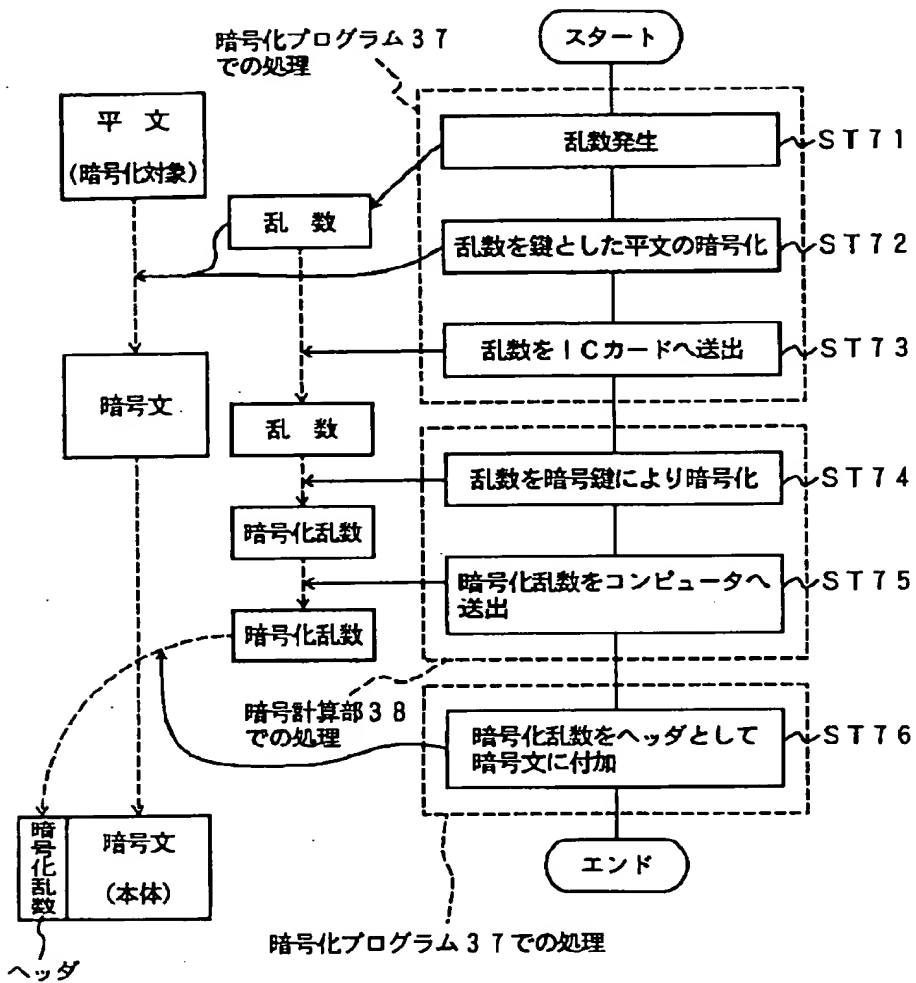 スタート
暗号化プログラム37
での処理
平 文
(暗号化対象)
乱数発生
ST71
乱 数
乱数を鍵とした平文の暗号化
ST72
乱数をICカードへ送出
ST73
暗号文
乱 数
乱数を暗号鍵により暗号化
ST74
暗号化乱数
暗号化乱数をコンピュータへ
送出
ST75
暗号化乱数
暗号計算部38
での処理
暗号化乱数をヘッダとして
暗号文に付加
ST76
暗号化乱数
暗号文
(本体)
エンド
暗号化プログラム37での処理
ヘッダ